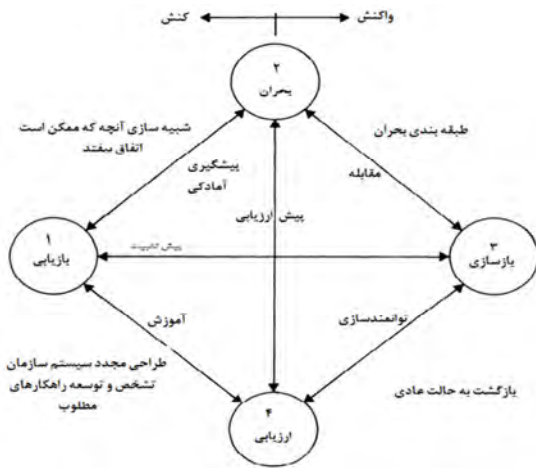 واکنش
کنش
۲
بحران
شبیه سازی آنچه که ممکن است
اتفاق بیفتد
طبقه بندی بحران
پیشگیری
آمادگی
مقابله
پیش ارزیابی
۱
بازیابی
پیش تثبیت
۳
بازسازی
آموزش
توانمندسازی
طراحی مجدد سیستم سازمان
تشخص و توسعه راهکارهای
مطلوب
بازگشت به حالت عادی
۴
ارزیابی